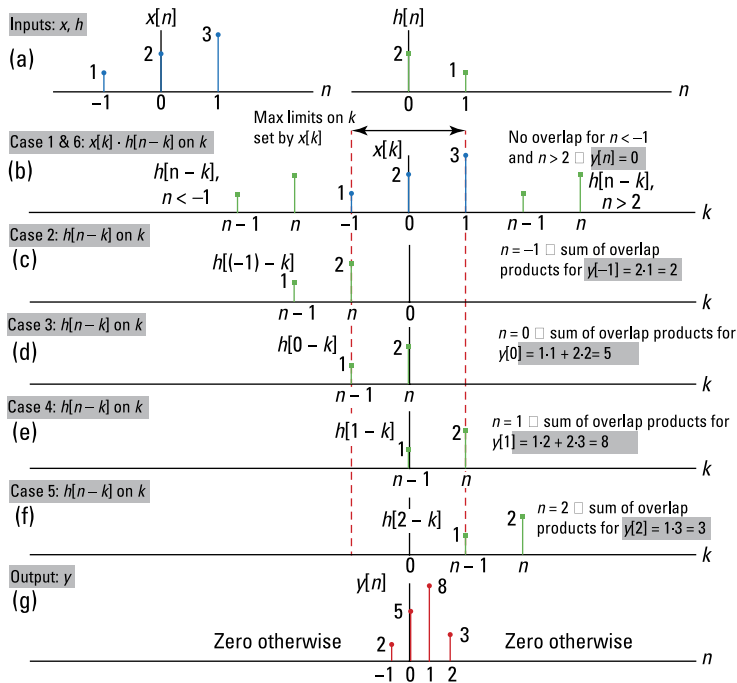 Inputs: x, h
x[n]
h[n]
(a)
1
2
3
2
1
n
n
–1
0
1
0
1
Max limits on k
set by x[k]
Case 1 & 6: x[k] · h[n – k] on k
x[k]
No overlap for n < –1
and n > 2 □ y[n] = 0
(b)
h[n – k],
n < –1
1
2
3
h[n – k],
n > 2
k
n – 1
n
–1
0
1
n – 1
n
Case 2: h[n – k] on k
(c)
h[(–1) – k]
2
1
n = –1 □ sum of overlap
products for y[–1] = 2·1 = 2
k
n – 1
n
0
Case 3: h[n – k] on k
(d)
h[0 – k]
2
1
n = 0 □ sum of overlap products for
y[0] = 1·1 + 2·2= 5
k
n – 1
n
Case 4: h[n – k] on k
(e)
h[1 – k]
1
2
n = 1 □ sum of overlap products for
y[1] = 1·2 + 2·3 = 8
k
n – 1
n
Case 5: h[n – k] on k
(f)
h[2 – k]
1
2
n = 2 □ sum of overlap
products for y[2] = 1·3 = 3
k
0
n – 1
n
Output: y
(g)
y[n]
8
5
2
3
Zero otherwise
Zero otherwise
n
–1
0
1
2